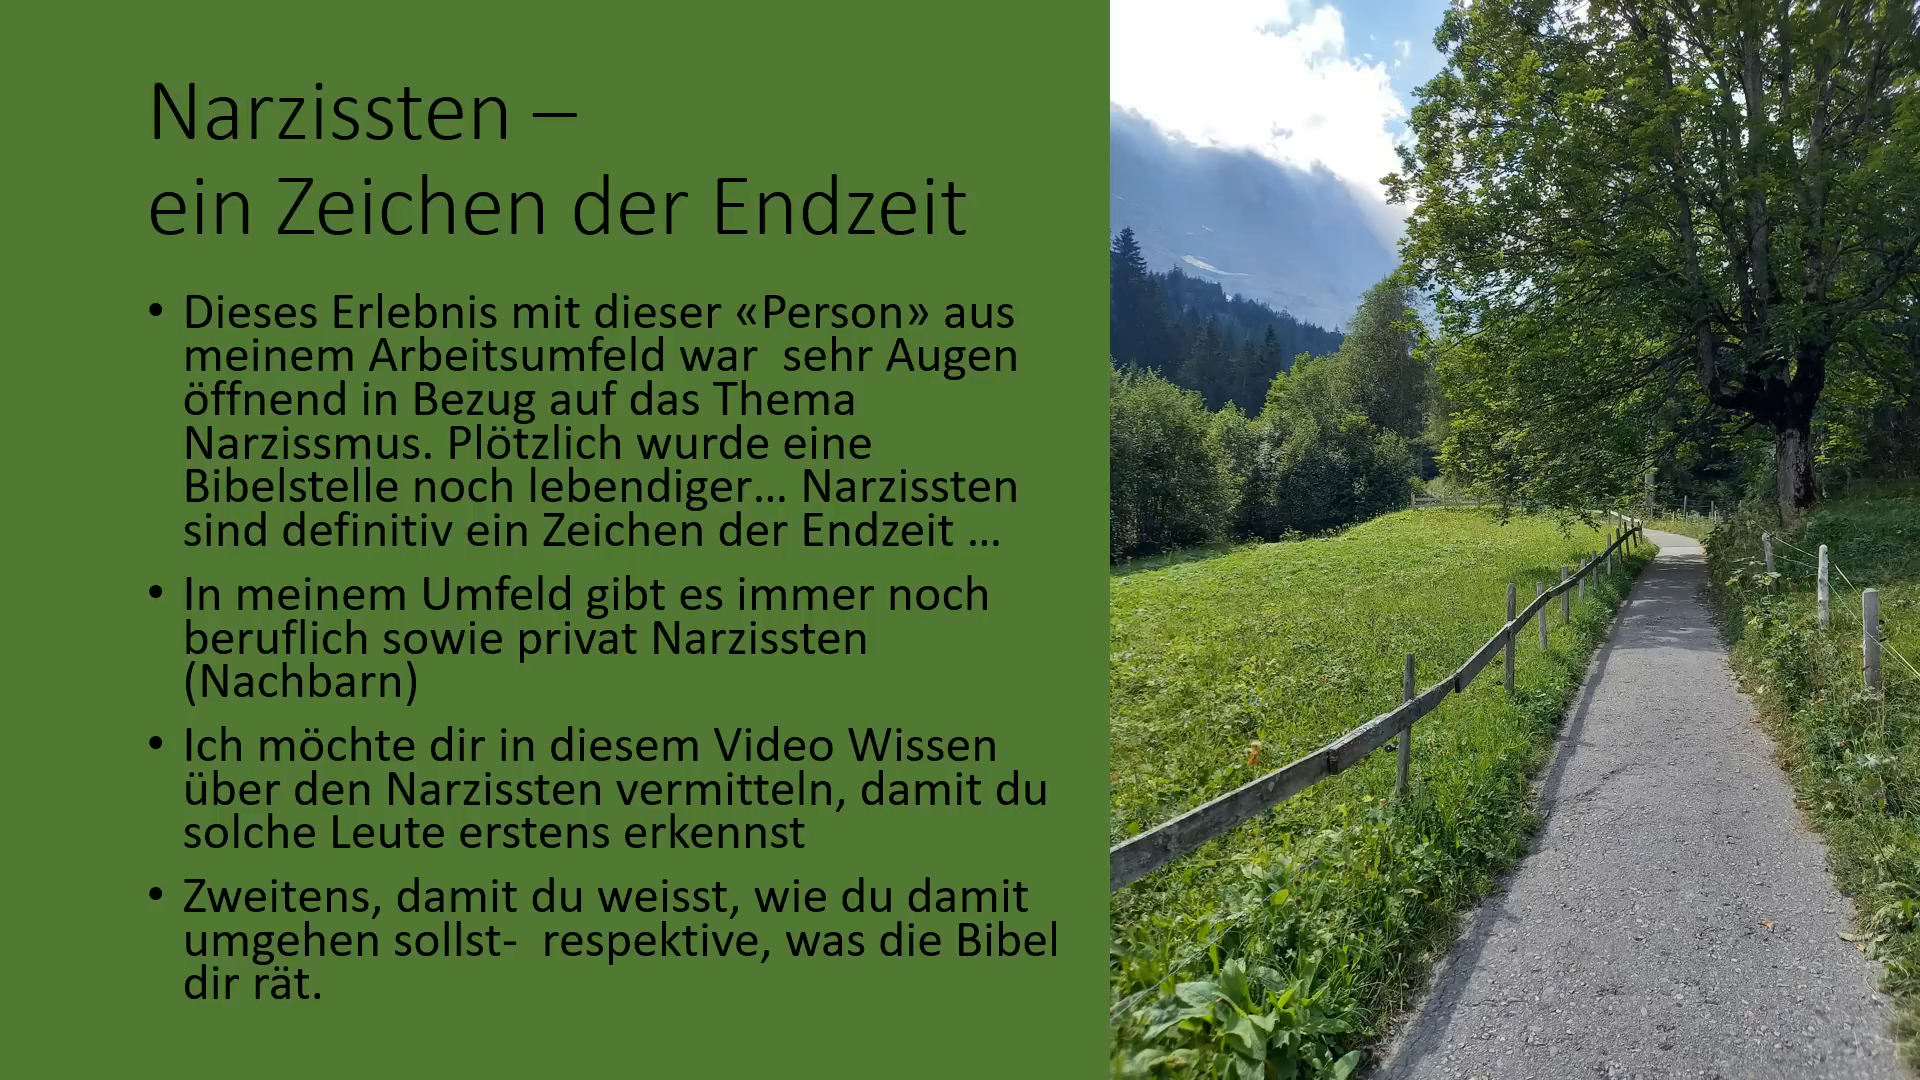 Narzissten –
ein Zeichen der Endzeit
• Dieses Erlebnis mit dieser «Person» aus
meinem Arbeitsumfeld war  sehr Augen
öffnend in Bezug auf das Thema
Narzissmus. Plötzlich wurde eine
Bibelstelle noch lebendiger… Narzissten
sind definitiv ein Zeichen der Endzeit …
• In meinem Umfeld gibt es immer noch
beruflich sowie privat Narzissten
(Nachbarn)
• Ich möchte dir in diesem Video Wissen
über den Narzissten vermitteln, damit du
solche Leute erstens erkennst
• Zweitens, damit du weisst, wie du damit
umgehen sollst-  respektive, was die Bibel
dir rät.